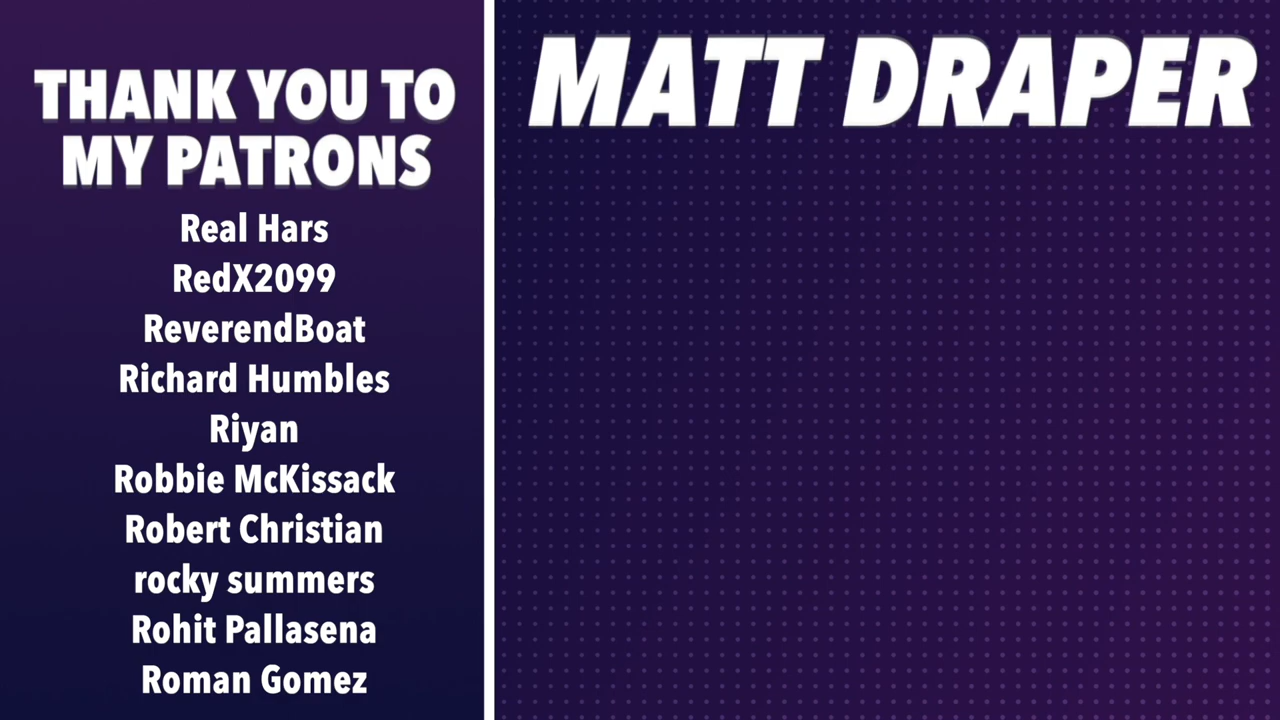 THANK YOU TO
MY PATRONS
Real Hars
RedX2099
ReverendBoat
Richard Humbles
Riyan
Robbie McKissack
Robert Christian
rocky summers
Rohit Pallasena
Roman Gomez
MATT DRAPER